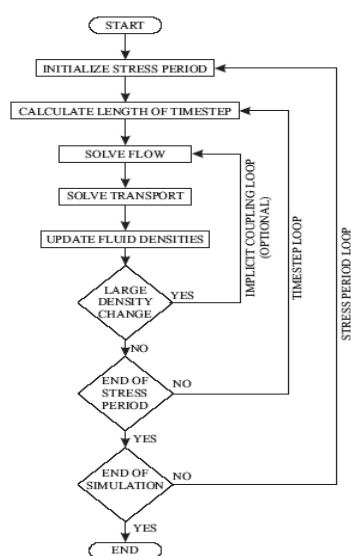 START
INITIALIZE STRESS PERIOD
CALCULATE LENGTH OF TIMESTEP
SOLVE FLOW
SOLVE TRANSPORT
UPDATE FLUID DENSITIES
LARGE
DENSITY
CHANGE
YES
NO
END OF
STRESS
PERIOD
NO
YES
END OF
SIMULATION
NO
YES
END
IMPLICIT COUPLING LOOP
(OPTIONAL)
TIMESTEP LOOP
STRESS PERIOD LOOP